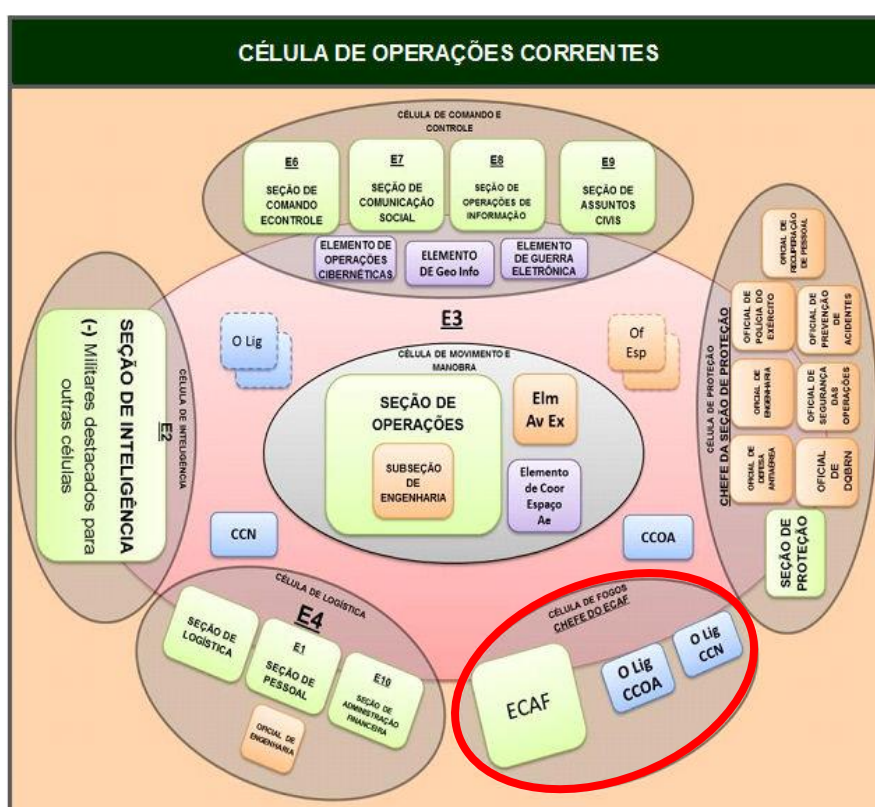 CÉLULA DE OPERAÇÕES CORRENTES
CÉLULA DE COMANDO E
CONTROLE
E6
SEÇÃO DE
COMANDO
ECONTROLE
E7
SEÇÃO DE
COMUNICAÇÃO
SOCIAL
E8
SEÇÃO DE
OPERAÇÕES DE
INFORMAÇÃO
E9
SEÇÃO DE
ASSUNTOS
CIVIS
ELEMENTO DE
OPERAÇÕES
CIBERNÉTICAS
ELEMENTO
DE Geo Info
ELEMENTO
DE GUERRA
ELETRÔNICA
E3
O Lig
Of
Esp
CÉLULA DE MOVIMENTO E
MANOBRA
SEÇÃO DE
OPERAÇÕES
SUBSEÇÃO DE
ENGENHARIA
Elm
Av Ex
Elemento
de Coor
Espaço
Ae
CCN
CCOA
CÉLULA DE INTELIGÊNCIA
E2
SEÇÃO DE INTELIGÊNCIA
(-) Militares destacados para
outras células
CÉLULA DE PROTEÇÃO
CHEFE DA SEÇÃO DE PROTEÇÃO
OFICIAL DE
RECUPERAÇÃO
DE PESSOAL
OFICIAL DE
POLÍCIA DO
EXÉRCITO
OFICIAL DE
PREVENÇÃO
DE
ACIDENTES
OFICIAL DE
ENGENHARIA
OFICIAL DE
SEGURANÇA
DAS
OPERAÇÕES
OFICIAL DE
DEFESA
ANTIAÉREA
OFICIAL
DE
DQBRN
SEÇÃO DE
PROTEÇÃO
CÉLULA DE LOGÍSTICA
E4
SEÇÃO DE
LOGÍSTICA
E1
SEÇÃO DE
PESSOAL
E10
SEÇÃO DE
ADMINISTRAÇÃO
FINANCEIRA
OFICIAL DE
ENGENHARIA
CÉLULA DE FOGOS
CHEFE DO ECAF
ECAF
O Lig
CCOA
O Lig
CCN